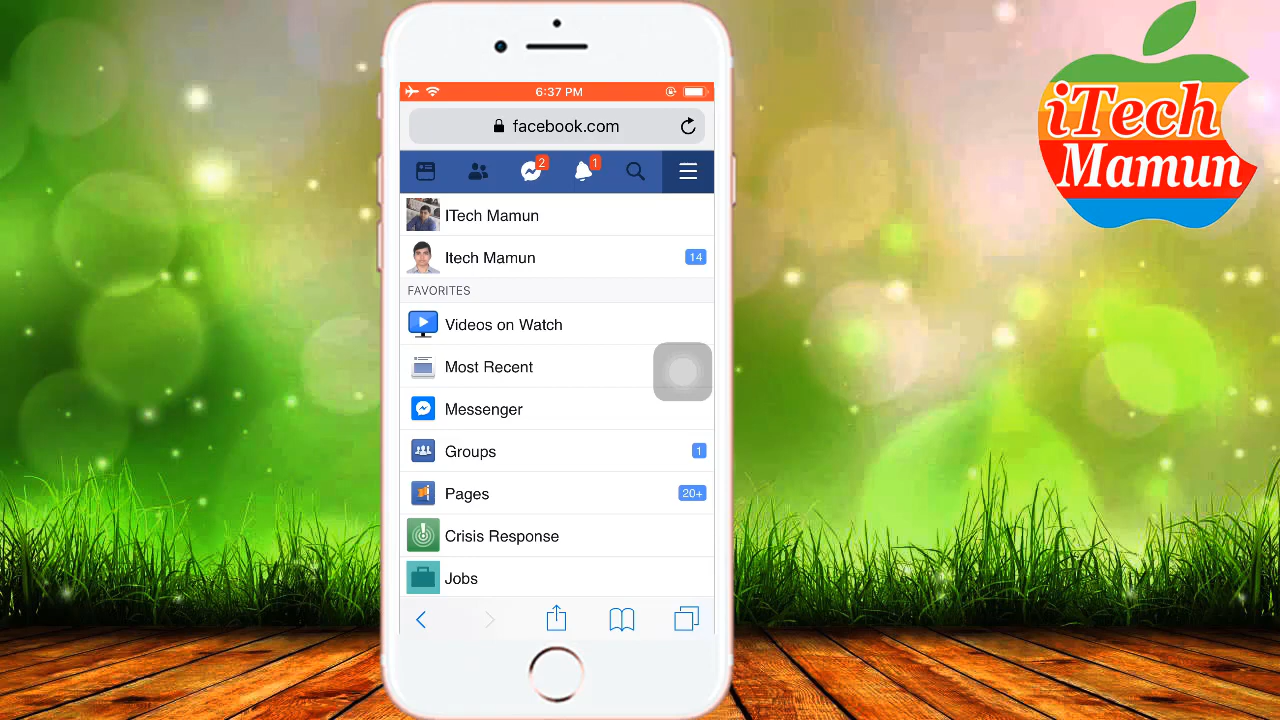 iTech
Mamun
6:37 PM
facebook.com
2
1
ITech Mamun
Itech Mamun
14
FAVORITES
Videos on Watch
Most Recent
Messenger
Groups
1
Pages
20+
Crisis Response
Jobs